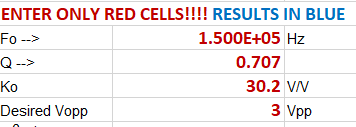 ENTER ONLY RED CELLS!!!! RESULTS IN BLUE
Fo --> 1.500E+05 Hz
Q --> 0.707
Ko 30.2 V/V
Desired Vopp 3 Vpp